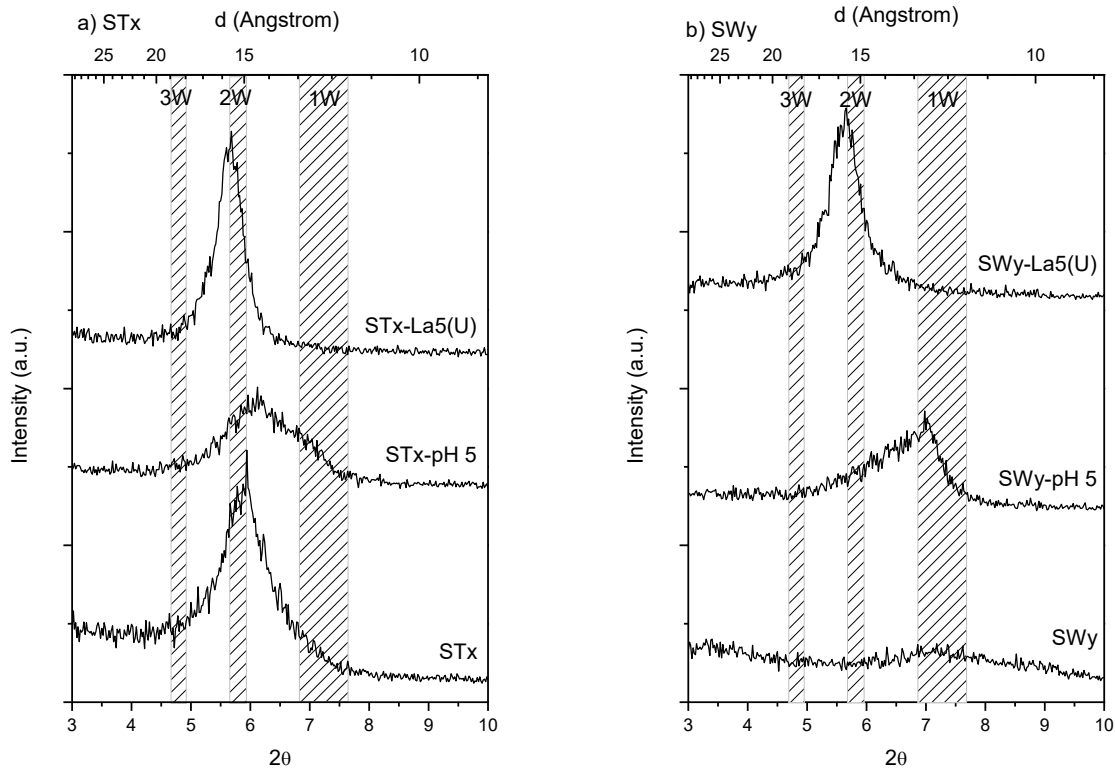 a) STx
d (Angstrom)
25 20 15 10
3W 2W 1W
STx-La5(U)
STx-pH 5
STx
Intensity (a.u.)
3 4 5 6 7 8 9 10
2θ
b) SWy
d (Angstrom)
25 20 15 10
3W 2W 1W
SWy-La5(U)
SWy-pH 5
SWy
Intensity (a.u.)
3 4 5 6 7 8 9 10
2θ